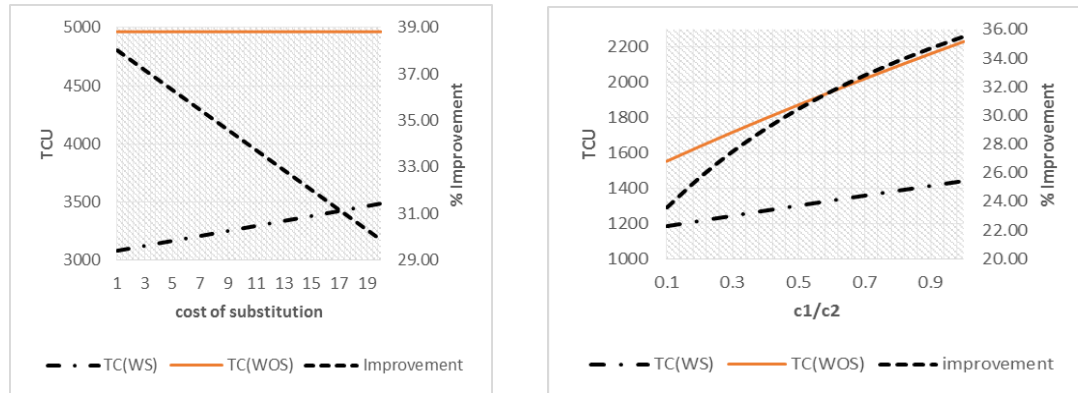 5000
4500
4000
3500
3000
TCU
39.00
37.00
35.00
33.00
31.00
29.00
% Improvement
1 3 5 7 9 11 13 15 17 19
cost of substitution
TC(WS) TC(WOS) Improvement
2200
2000
1800
1600
1400
1200
1000
TCU
36.00
34.00
32.00
30.00
28.00
26.00
24.00
22.00
20.00
% Improvement
0.1 0.3 0.5 0.7 0.9
c1/c2
TC(WS) TC(WOS) improvement